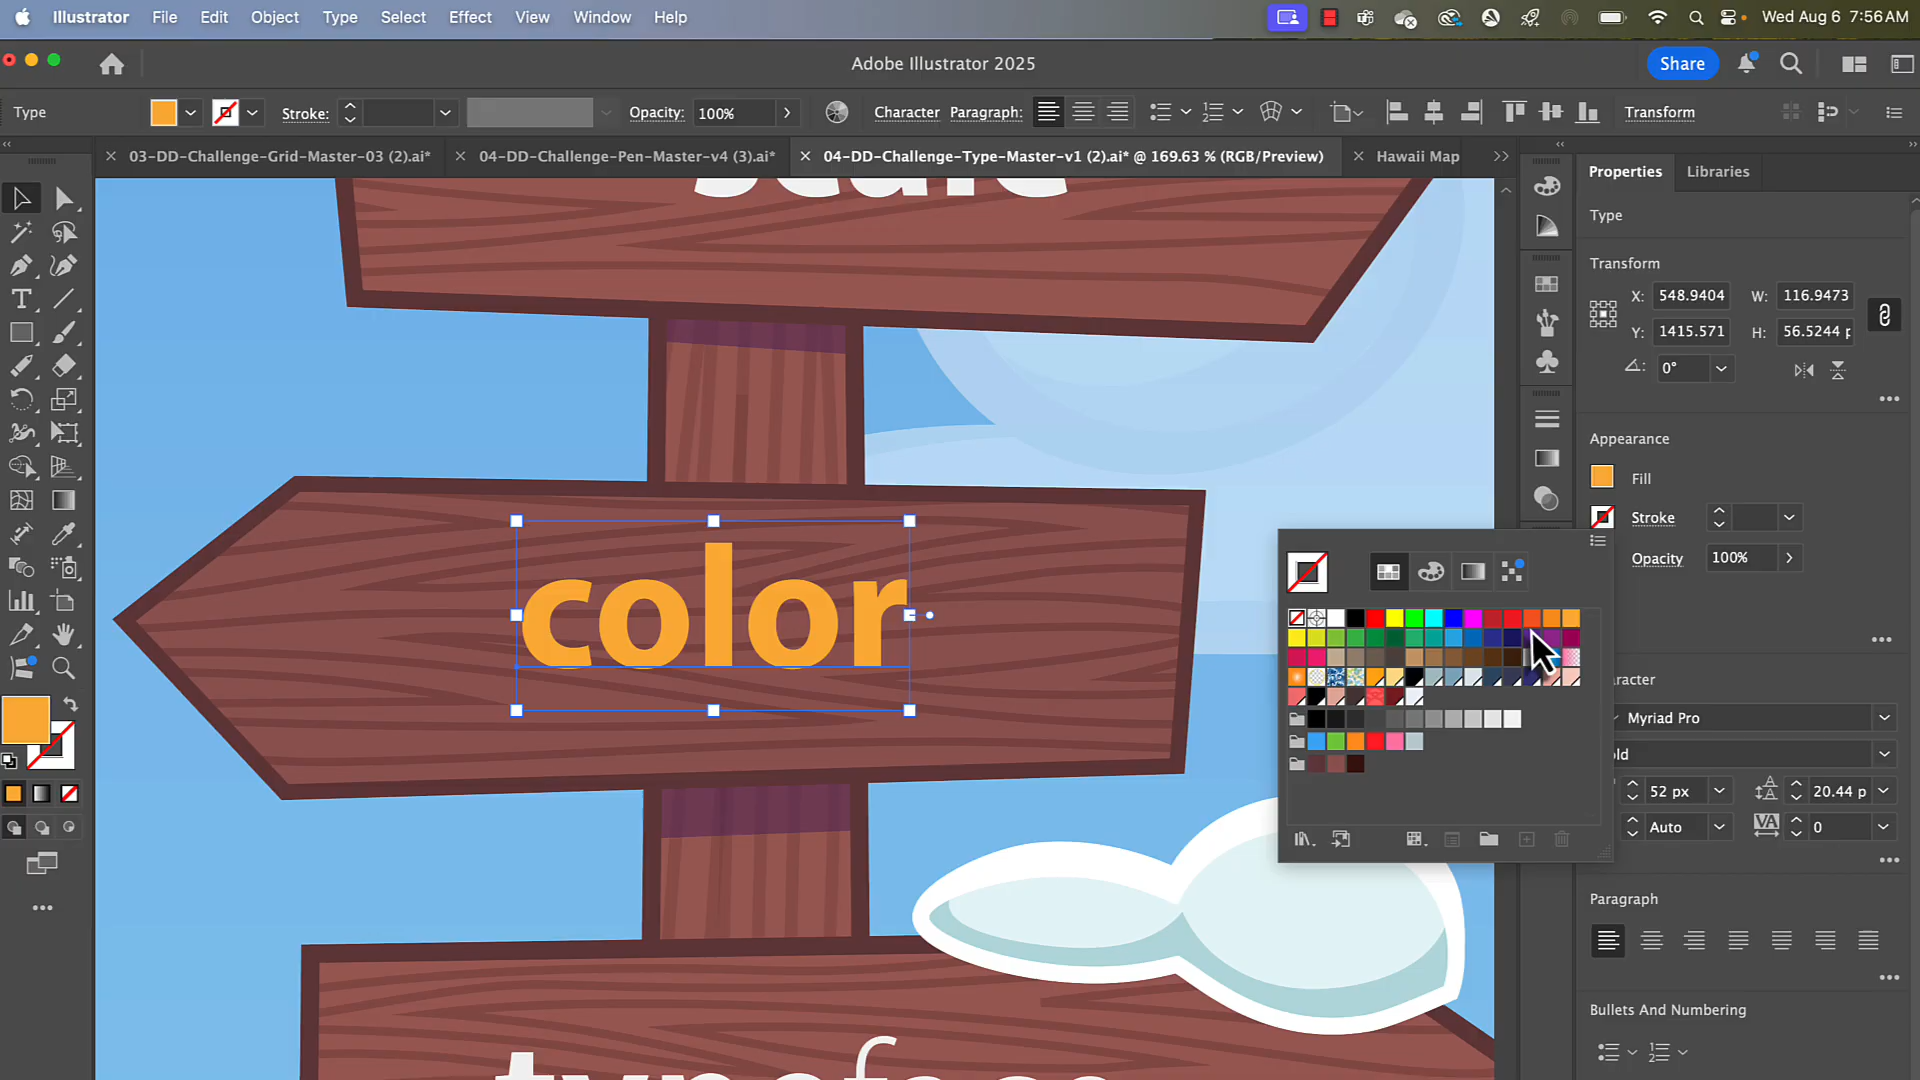 Illustrator File Edit Object Type Select Effect View Window Help Wed Aug 6 7:56 AM
Adobe Illustrator 2025 Share
Type Stroke: Opacity: 100% Character Paragraph: Transform
03-DD-Challenge-Grid-Master-03 (2).ai* 04-DD-Challenge-Pen-Master-v4 (3).ai* 04-DD-Challenge-Type-Master-v1 (2).ai* @ 169.63 % (RGB/Preview) Hawaii Map
Properties Libraries
Type
Transform
X: 548.9404 W: 116.9473
Y: 1415.571 H: 56.5244 p
0°
Appearance
Fill
Stroke
Opacity 100%
color
aracter
Myriad Pro
old
52 px 20.44 p
Auto VA 0
Paragraph
Bullets And Numbering
typeface